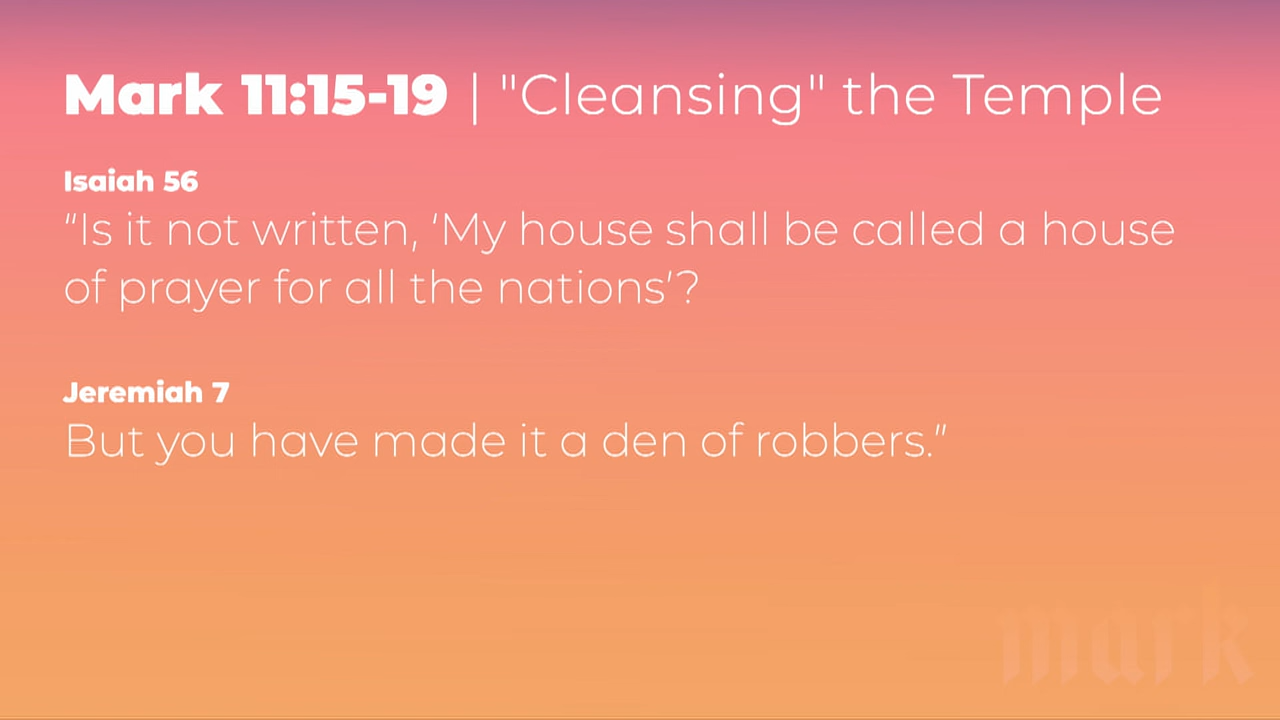 Mark 11:15-19 | "Cleansing" the Temple
Isaiah 56
“Is it not written, ‘My house shall be called a house
of prayer for all the nations’?
Jeremiah 7
But you have made it a den of robbers.”
mark